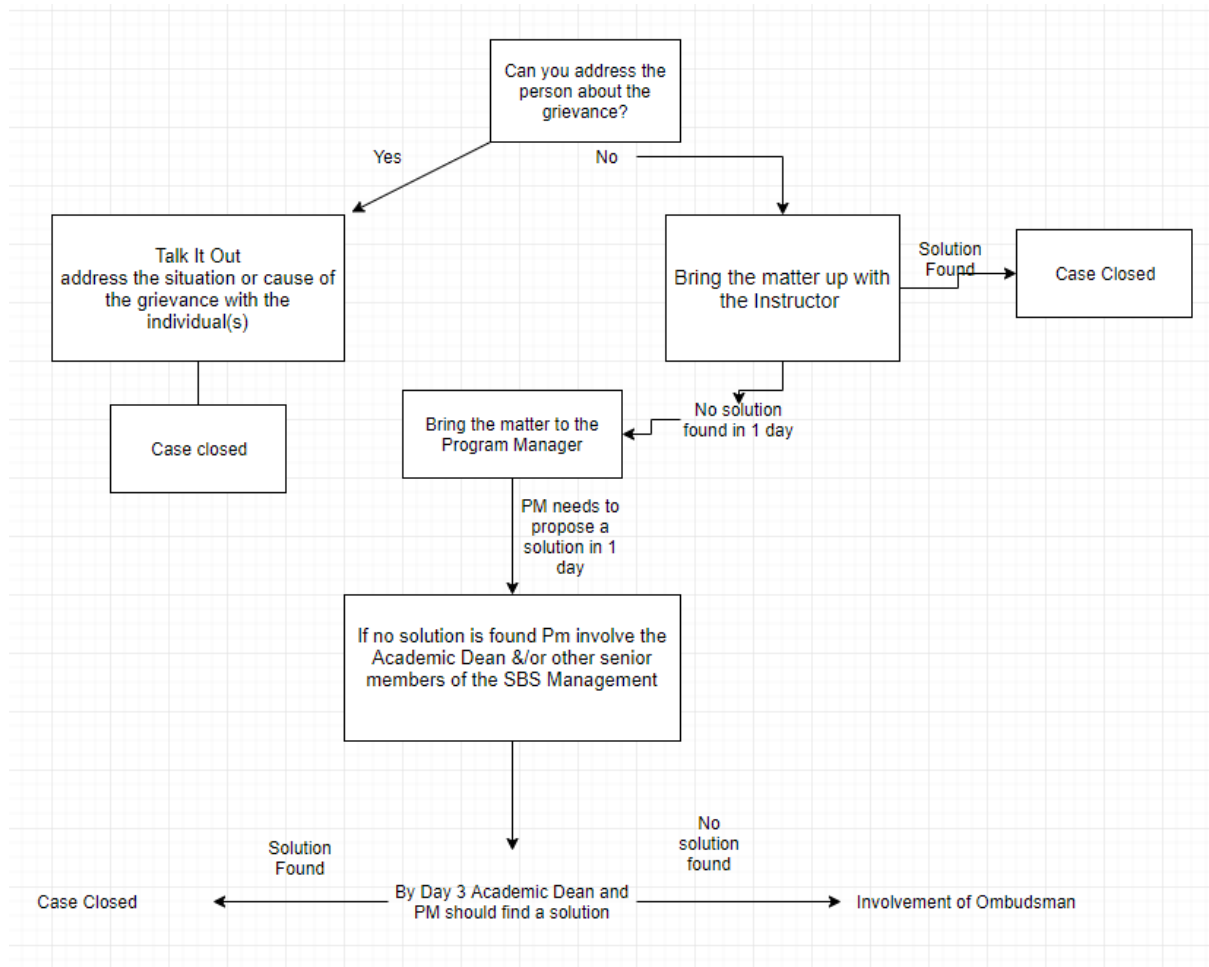 Can you address the
person about the
grievance?
Yes
No
Talk It Out
address the situation or cause of
the grievance with the
individual(s)
Bring the matter up with
the Instructor
Solution
Found
Case Closed
Case closed
Bring the matter to the
Program Manager
No solution
found in 1 day
PM needs to
propose a
solution in 1
day
If no solution is found Pm involve the
Academic Dean &/or other senior
members of the SBS Management
Solution
Found
No
solution
found
Case Closed
By Day 3 Academic Dean and
PM should find a solution
Involvement of Ombudsman